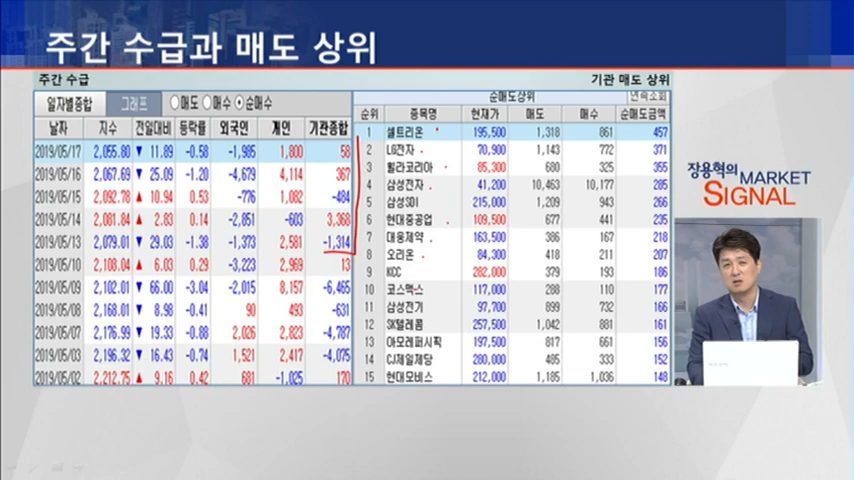 주간 수급과 매도 상위
주간 수급
기관 매도 상위
일자별종합 그래프 매도 매수 순매수
날자 지수 전일대비 등락률 외국인 개인 기관종합
2019/05/17 2,055.80 ▼ 11.89 -0.58 -1,985 1,800 58
2019/05/16 2,067.69 ▼ 25.09 -1.20 -4,679 4,114 367
2019/05/15 2,092.78 ▲ 10.94 0.53 -776 1,082 -484
2019/05/14 2,081.84 ▲ 2.83 0.14 -2,851 -603 3,368
2019/05/13 2,079.01 ▼ 29.03 -1.38 -1,373 2,581 -1,314
2019/05/10 2,108.04 ▲ 6.03 0.29 -3,223 2,969 13
2019/05/09 2,102.01 ▼ 66.00 -3.04 -2,015 8,157 -6,465
2019/05/08 2,168.01 ▼ 8.98 -0.41 90 493 -631
2019/05/07 2,176.99 ▼ 19.33 -0.88 2,026 2,823 -4,787
2019/05/03 2,196.32 ▼ 16.43 -0.74 1,521 2,417 -4,075
2019/05/02 2,212.75 ▲ 9.16 0.42 681 -1,025 170
순매도상위 연속조회
순위 종목명 현재가 매도 매수 순매도금액
1 셀트리온 195,500 1,318 861 457
2 LG전자 70,900 1,143 772 371
3 휠라코리아 85,300 680 325 355
4 삼성전자 41,200 10,463 10,177 285
5 삼성SDI 215,000 1,209 943 266
6 현대중공업 109,500 677 441 235
7 대웅제약 163,500 386 167 218
8 오리온 84,300 418 211 207
9 KCC 282,000 379 193 186
10 코스맥스 117,000 288 110 177
11 삼성전기 97,700 899 732 166
12 SK텔레콤 257,500 1,042 881 161
13 아모레퍼시픽 197,500 817 661 156
14 CJ제일제당 280,000 485 333 152
15 현대모비스 212,000 1,185 1,036 148
장용혁의 MARKET
SIGNAL